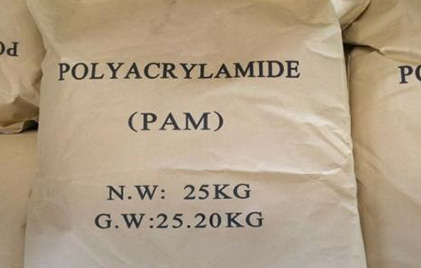 POLYACRYLAMIDE
(PAM)
N.W: 25KG
G.W:25.20KG